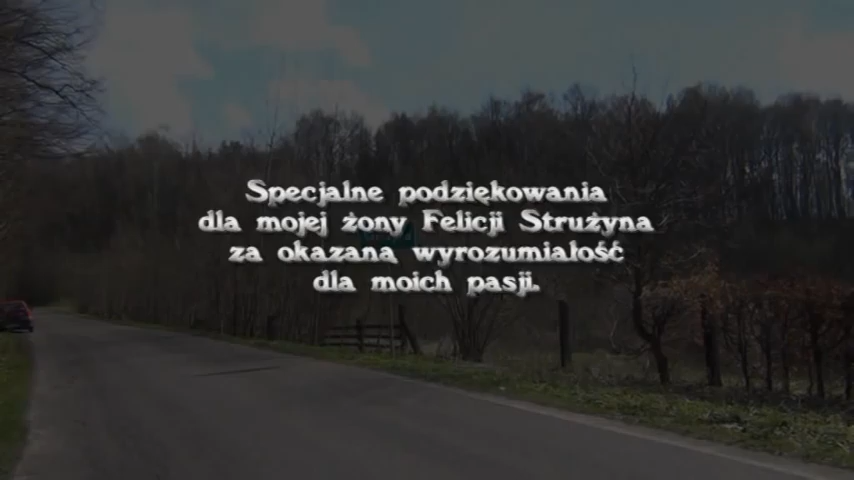 Specjalne podziękowania
dla mojej żony Felicji Strużyna
za okazaną wyrozumiałość
dla moich pasji.